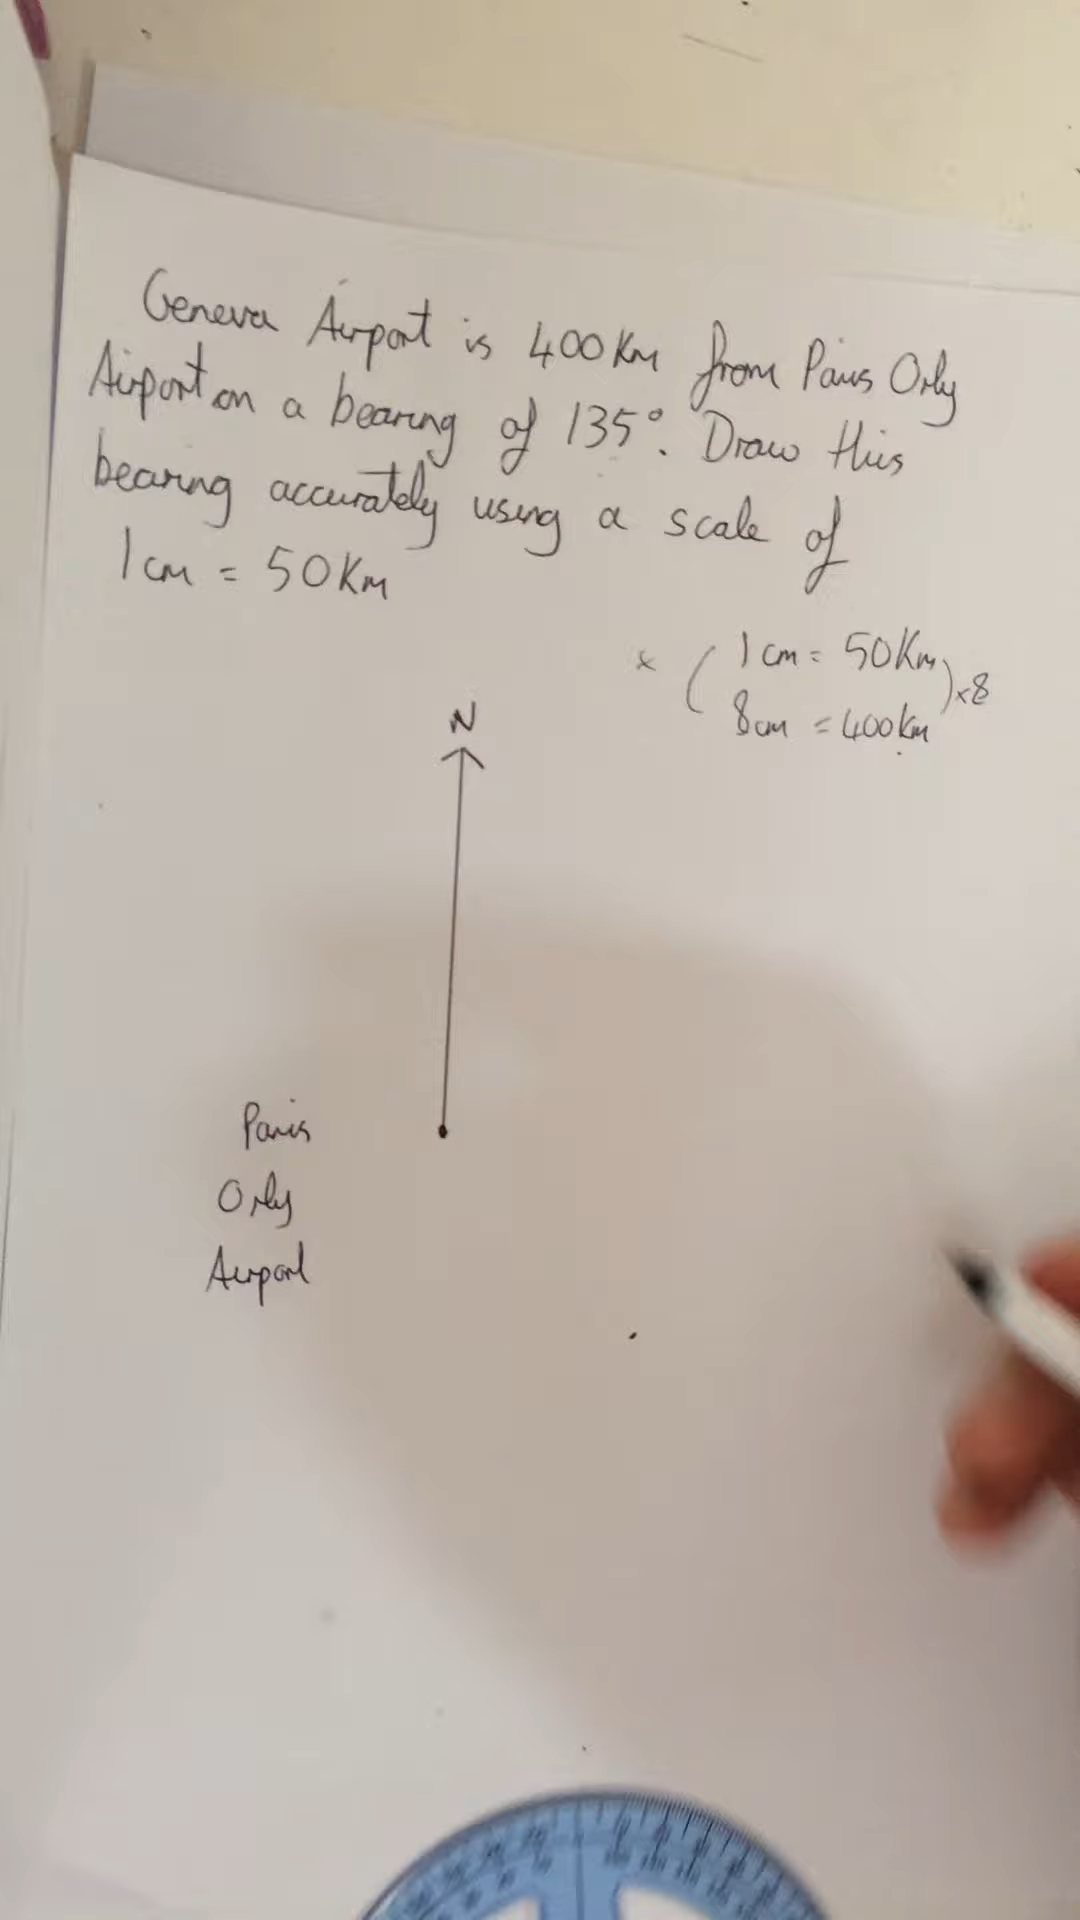 Geneva Airport is 400km from Paris Orly
Airport on a bearing of 135°. Draw this
bearing accurately using a scale of
1cm = 50km
x ( 1cm = 50km
8cm = 400km ) x8
N
Paris
Orly
Airport